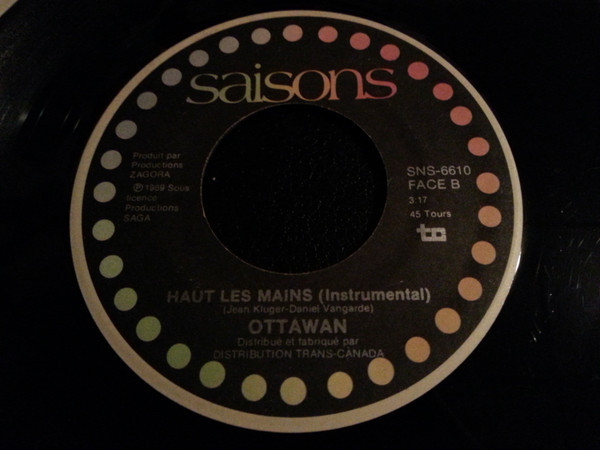 saisons
Produit par
Productions
ZAGORA
Ⓟ 1989 Sous
licence
Productions
SAGA
SNS-6610
FACE B
3:17
45 Tours
HAUT LES MAINS (Instrumental)
(Jean Kluger-Daniel Vangarde)
OTTAWAN
Distribué et fabriqué par
DISTRIBUTION TRANS-CANADA